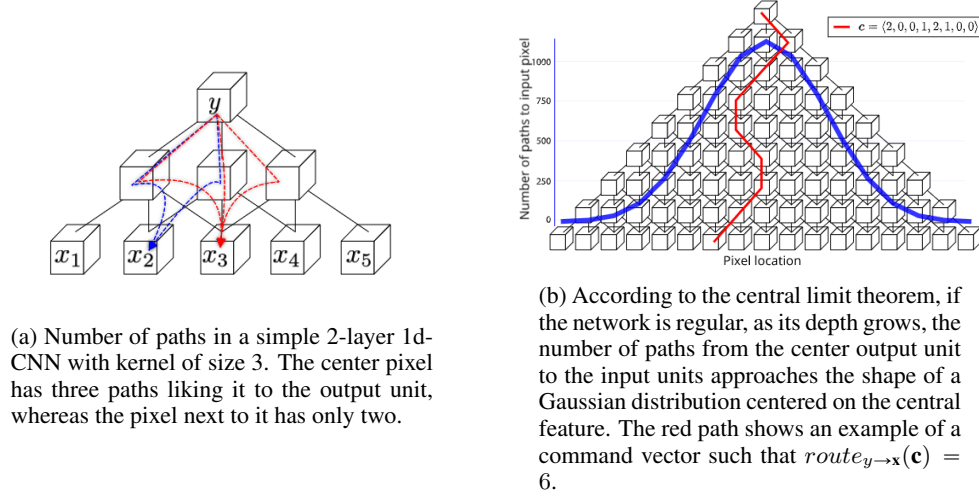 y
x₁ x₂ x₃ x₄ x₅
(a) Number of paths in a simple 2-layer 1d-
CNN with kernel of size 3. The center pixel
has three paths liking it to the output unit,
whereas the pixel next to it has only two.
c = ⟨2, 0, 0, 1, 2, 1, 0, 0⟩
Number of paths to input pixel
1000
750
500
250
0
Pixel location
(b) According to the central limit theorem, if
the network is regular, as its depth grows, the
number of paths from the center output unit
to the input units approaches the shape of a
Gaussian distribution centered on the central
feature. The red path shows an example of a
command vector such that route_{y→x}(c) =
6.